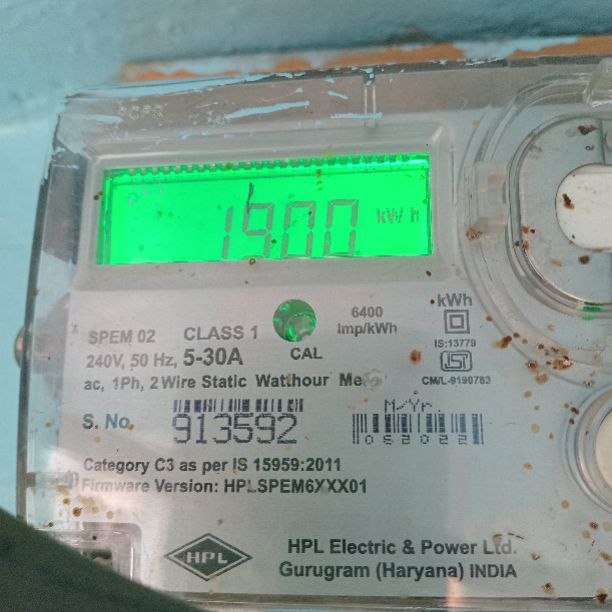 1900 kWh
6400
Imp/kWh
kWh
SPEM 02 CLASS 1
IS:13779
240V, 50 Hz, 5-30A
CAL
ac, 1Ph, 2 Wire Static Watthour
CM/L-9190783
M/Yr.
S. No. 913592
062022
Category C3 as per IS 15959:2011
Firmware Version: HPLSPEM6XXX01
HPL
HPL Electric & Power Ltd.
Gurugram (Haryana) INDIA